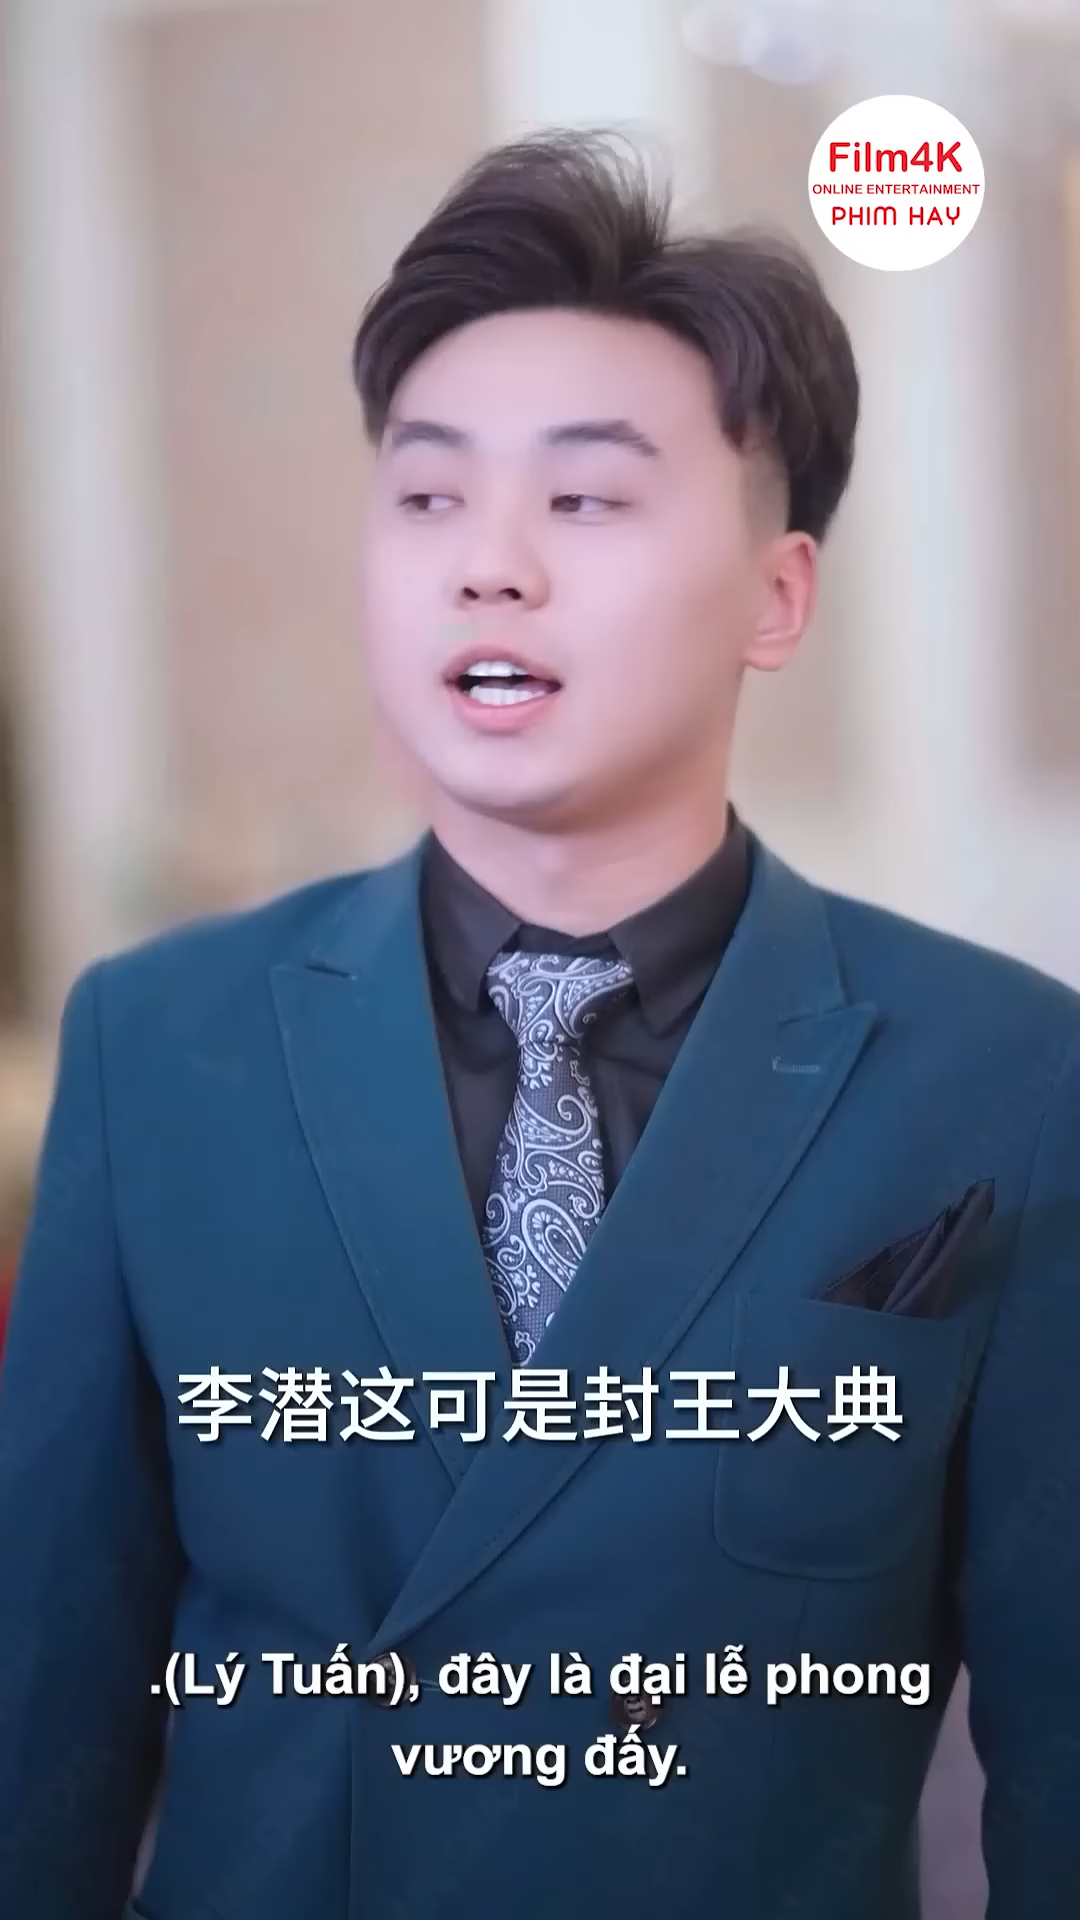 Film4K
ONLINE ENTERTAINMENT
PHIM HAY
李潜这可是封王大典
.(Lý Tuấn), đây là đại lễ phong
vương đấy.